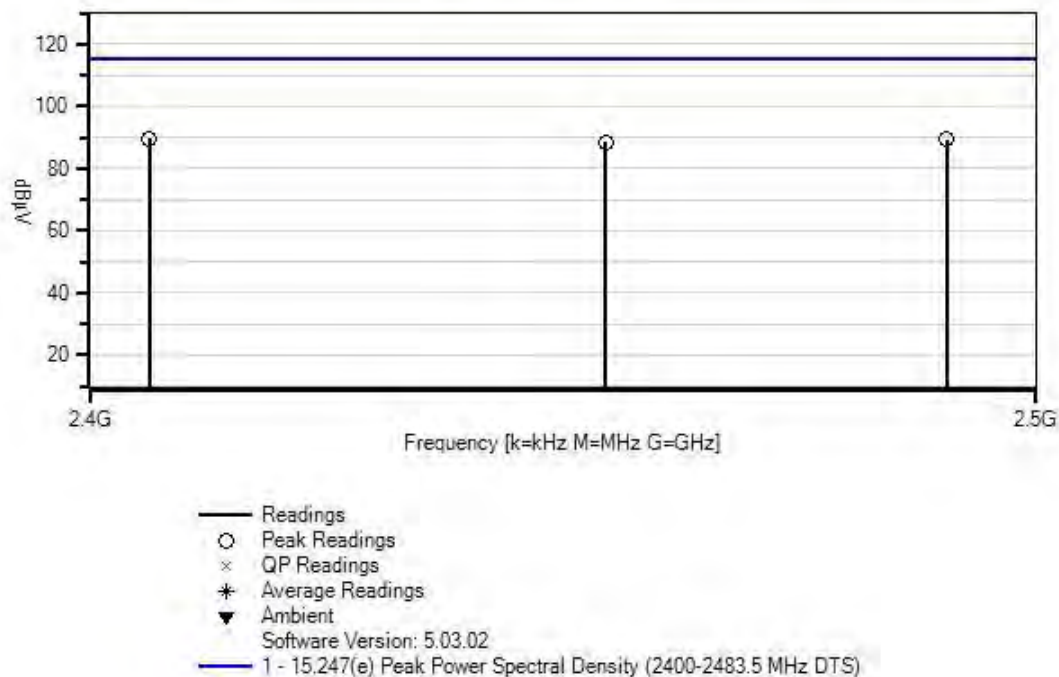 120
100
80
60
40
20
dBµV
2.4G
2.5G
Frequency [k=kHz M=MHz G=GHz]
Readings
Peak Readings
QP Readings
Average Readings
Ambient
Software Version: 5.03.02
1 - 15.247(e) Peak Power Spectral Density (2400-2483.5 MHz DTS)